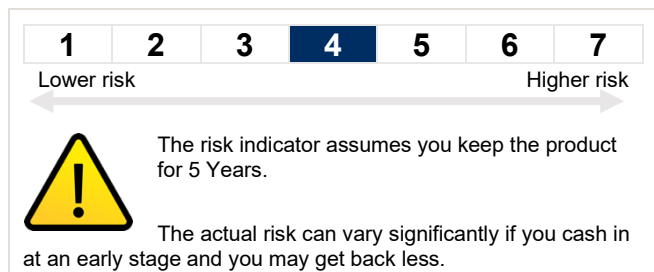 1 2 3 4 5 6 7
Lower risk Higher risk
The risk indicator assumes you keep the product
for 5 Years.
The actual risk can vary significantly if you cash in
at an early stage and you may get back less.